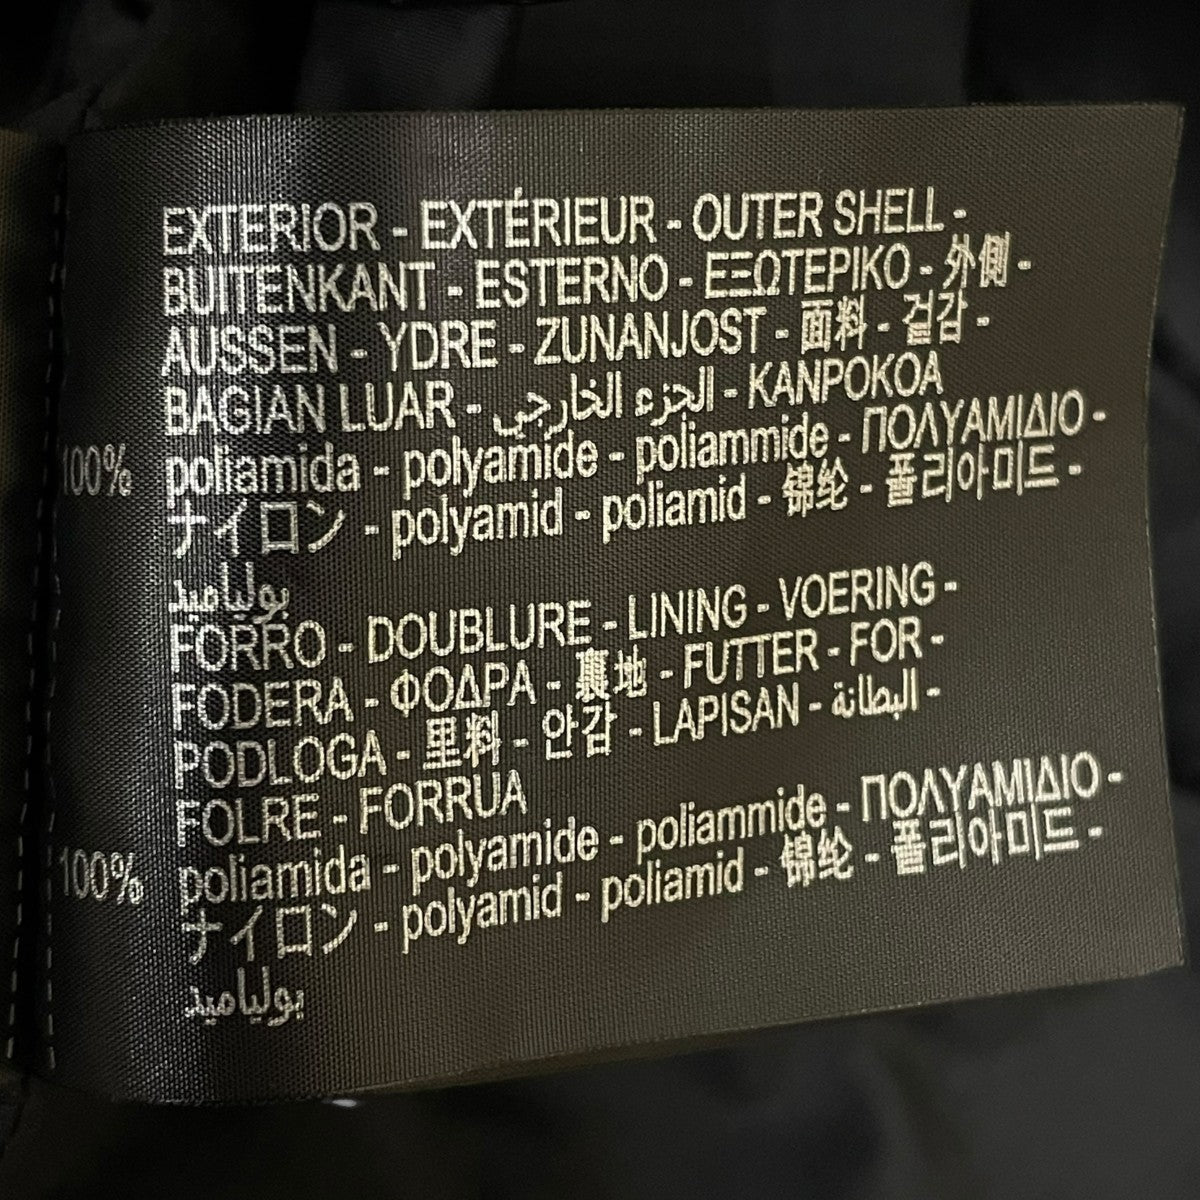 EXTERIOR - EXTÉRIEUR - OUTER SHELL -
BUITENKANT - ESTERNO - ΕΞΩΤΕΡΙΚΟ - 外側 -
AUSSEN - YDRE - ZUNANJOST - 面料 - 겉감 -
BAGIAN LUAR - الجزء الخارجي - KANPOKOA
100% poliamida - polyamide - poliammide - ΠΟΛΥΑΜΙΔΙΟ -
ナイロン - polyamid - poliamid - 锦纶 - 폴리아미드 -
بولياميد
FORRO - DOUBLURE - LINING - VOERING -
FODERA - ΦΟΔΡΑ - 裏地 - FUTTER - FOR -
PODLOGA - 里料 - 안감 - LAPISAN - البطانة -
FOLRE - FORRUA
100% poliamida - polyamide - poliammide - ΠΟΛΥΑΜΙΔΙΟ -
ナイロン - polyamid - poliamid - 锦纶 - 폴리아미드 -
بولياميد